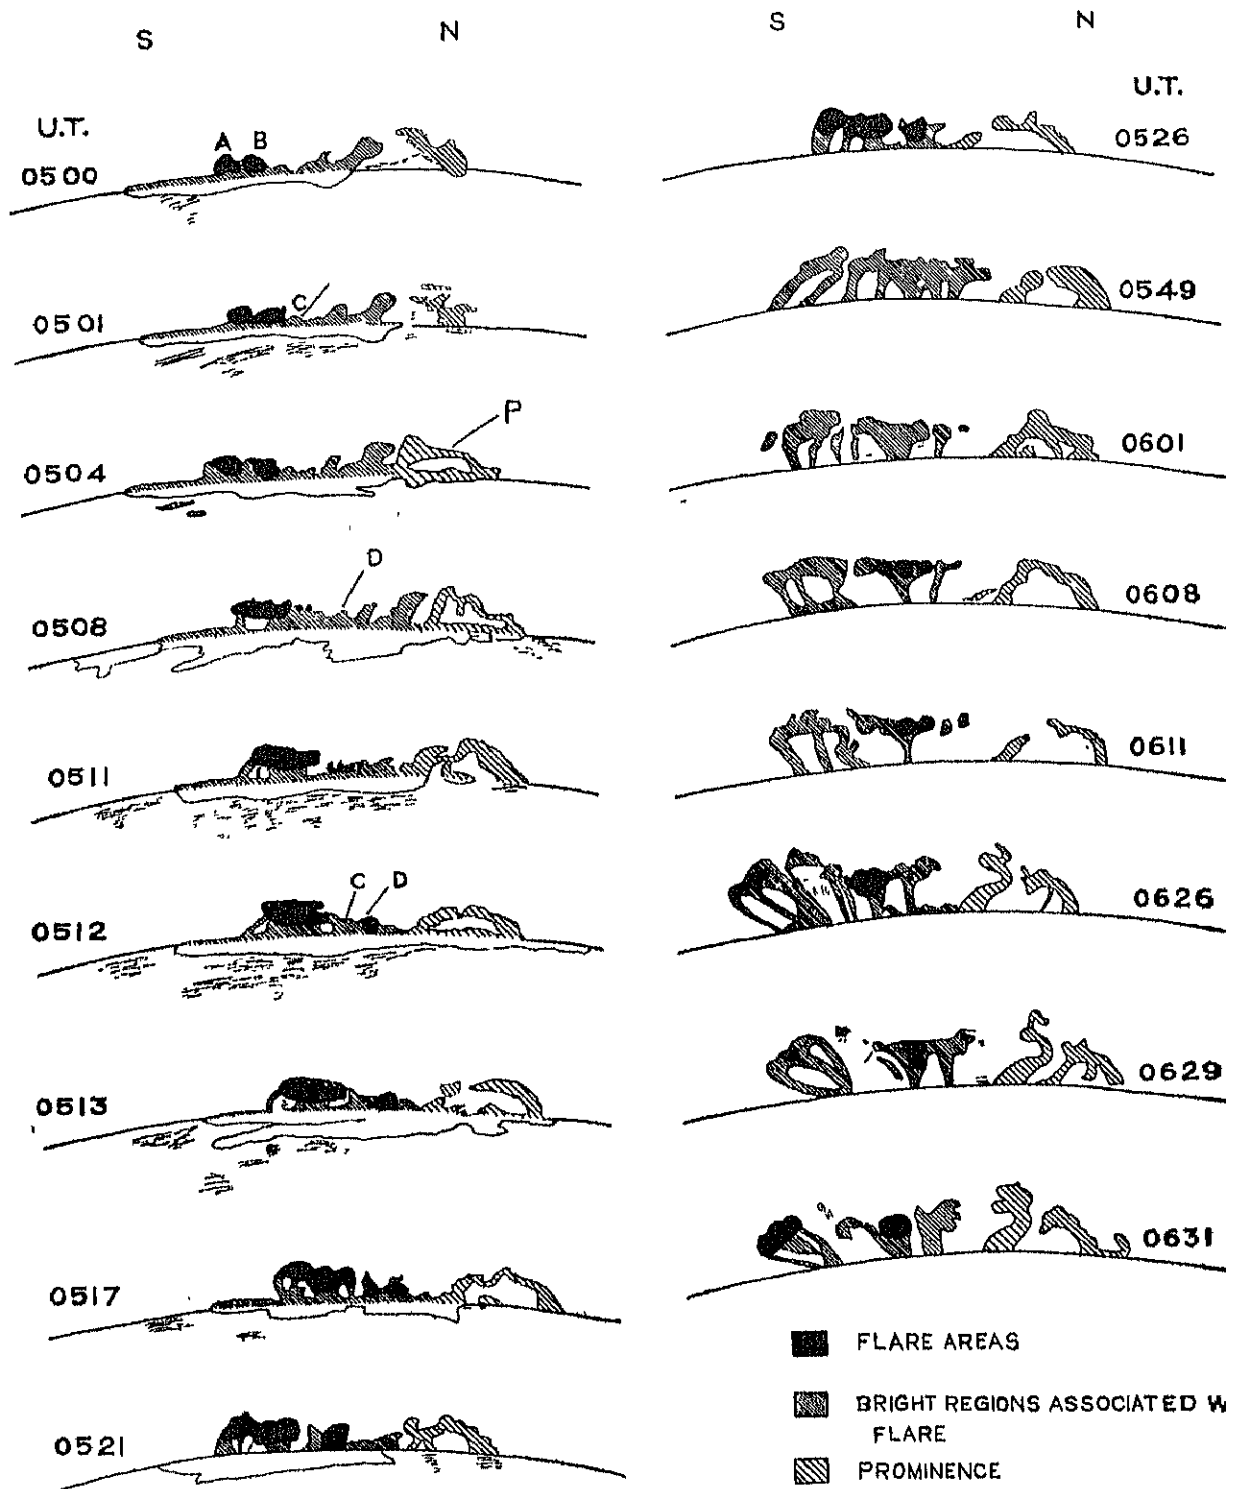 S N
U.T.
A B
0500
C
0501
P
0504
D
0508
0511
C D
0512
0513
0517
0521
S N
U.T.
0526
0549
0601
0608
0611
0626
0629
0631
FLARE AREAS
BRIGHT REGIONS ASSOCIATED W
FLARE
PROMINENCE